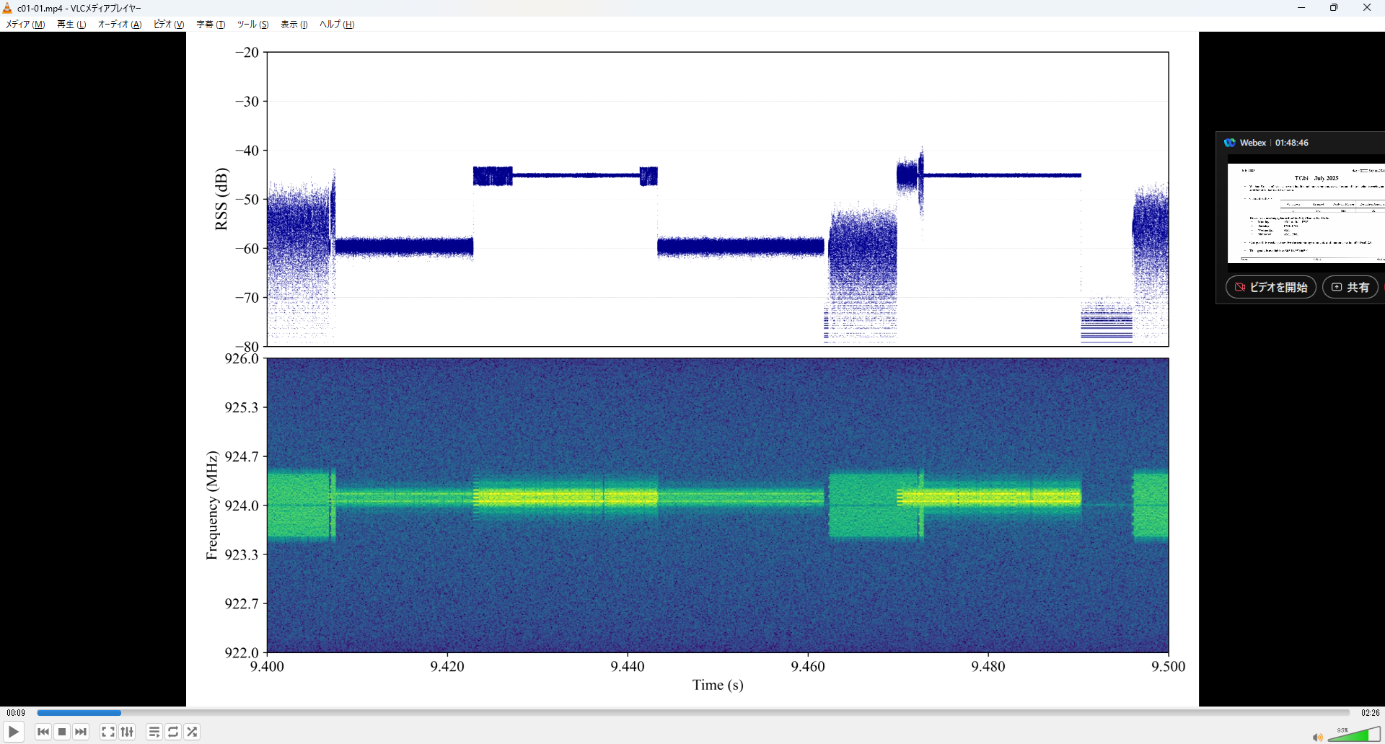 c01-01.mp4 - VLCメディアプレイヤー
メディア(M) 再生(L) オーディオ(A) ビデオ(V) 字幕(T) ツール(S) 表示(I) ヘルプ(H)
−20
−30
−40
−50
−60
−70
−80
RSS (dB)
926.0
925.3
924.7
924.0
923.3
922.7
922.0
Frequency (MHz)
9.400 9.420 9.440 9.460 9.480 9.500
Time (s)
Webex | 01:48:46
July 2025
ビデオを開始 共有
00:09 02:26